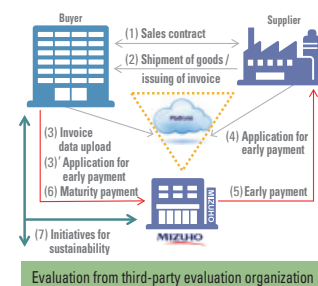 Buyer
Supplier
(1) Sales contract
(2) Shipment of goods /
issuing of invoice
(3) Invoice
data upload
(3)' Application for
early payment
(6) Maturity payment
(4) Application for
early payment
(5) Early payment
MIZUHO
MIZUHO
(7) Initiatives for
sustainability
Evaluation from third-party evaluation organization